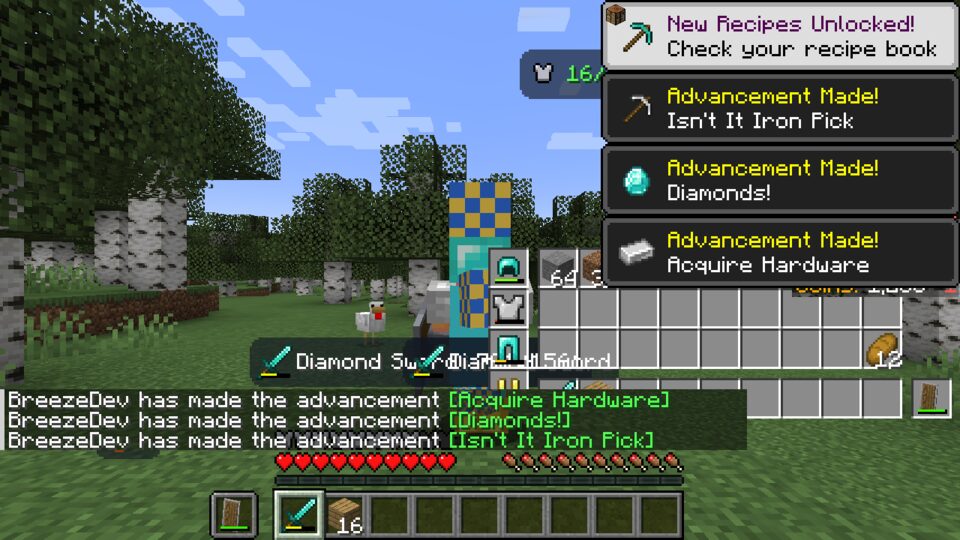 New Recipes Unlocked!
Check your recipe book
16/
Advancement Made!
Isn't It Iron Pick
Advancement Made!
Diamonds!
Advancement Made!
Acquire Hardware
64
12
Diamond
BreezeDev has made the advancement [Acquire Hardware]
BreezeDev has made the advancement [Diamonds!]
BreezeDev has made the advancement [Isn't It Iron Pick]
16